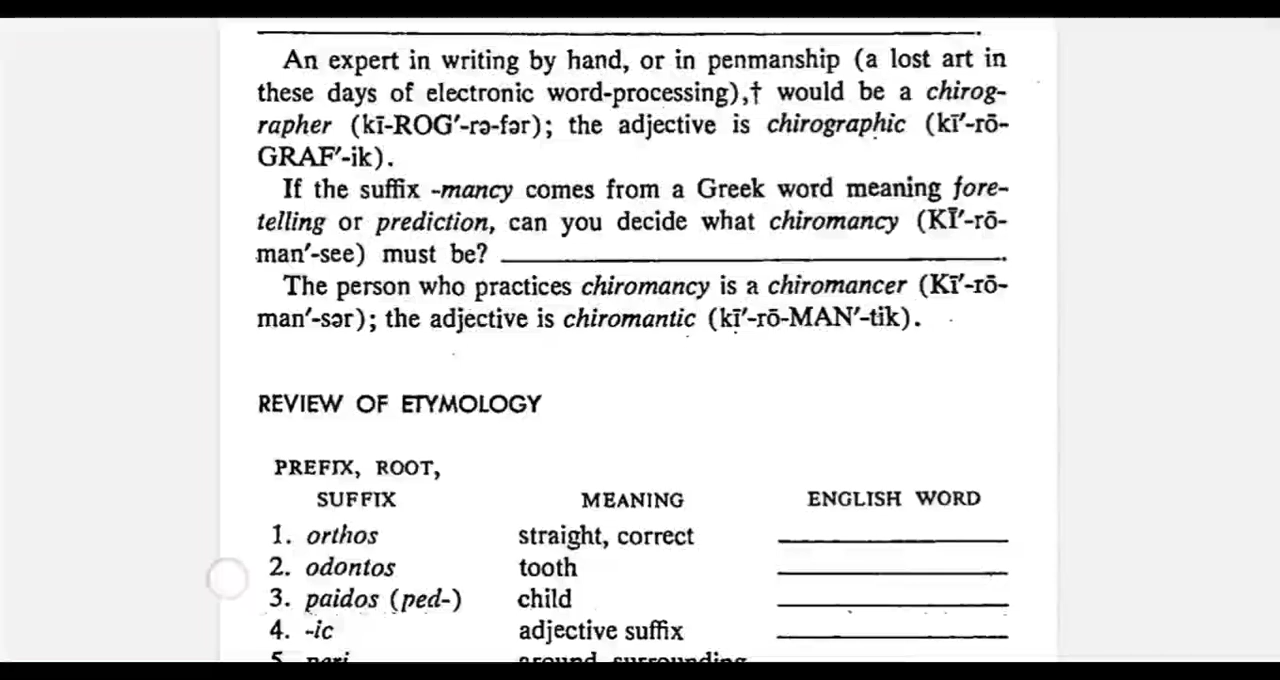 An expert in writing by hand, or in penmanship (a lost art in
these days of electronic word-processing),† would be a chirog-
rapher (kī-ROG′-rə-fər); the adjective is chirographic (kī′-rō-
GRAF′-ik).
If the suffix -mancy comes from a Greek word meaning fore-
telling or prediction, can you decide what chiromancy (KĪ′-rō-
man′-see) must be? ______________.
The person who practices chiromancy is a chiromancer (Kī′-rō-
man′-sər); the adjective is chiromantic (kī′-rō-MAN′-tik).
REVIEW OF ETYMOLOGY
PREFIX, ROOT,
SUFFIX MEANING ENGLISH WORD
1. orthos straight, correct
2. odontos tooth
3. paidos (ped-) child
4. -ic adjective suffix
5. peri around, surrounding